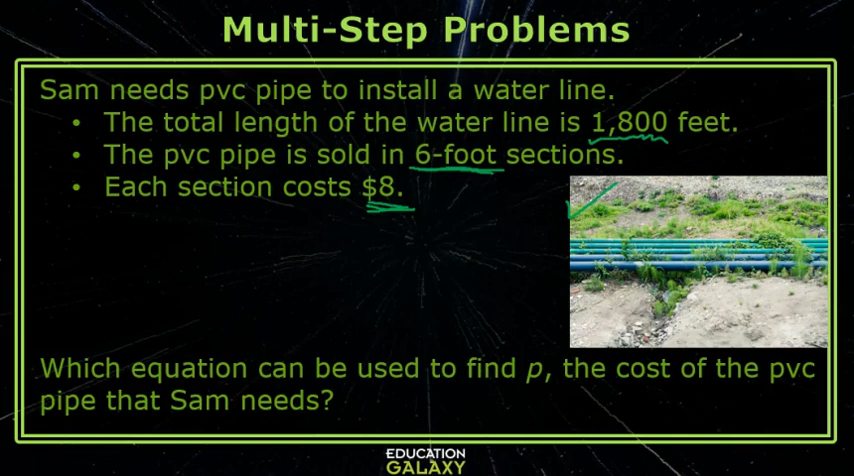 Multi-Step Problems
Sam needs pvc pipe to install a water line.
• The total length of the water line is 1,800 feet.
• The pvc pipe is sold in 6-foot sections.
• Each section costs $8.
Which equation can be used to find p, the cost of the pvc
pipe that Sam needs?
EDUCATION
GALAXY